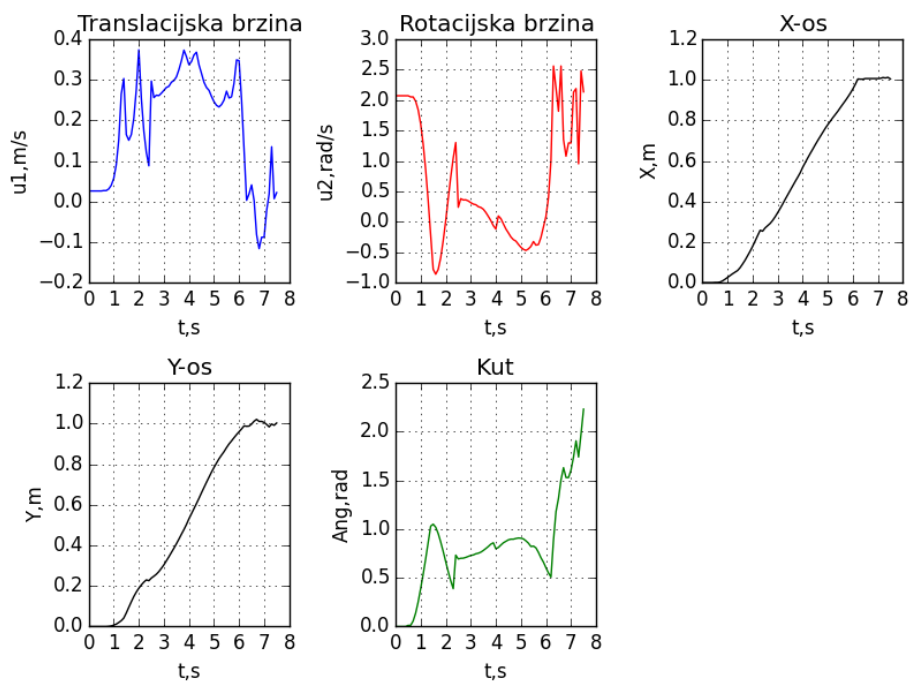 Translacijska brzina
u1,m/s
0.4
0.3
0.2
0.1
0.0
−0.1
−0.2
0 1 2 3 4 5 6 7 8
t,s
Rotacijska brzina
u2,rad/s
3.0
2.5
2.0
1.5
1.0
0.5
0.0
−0.5
−1.0
0 1 2 3 4 5 6 7 8
t,s
X-os
X,m
1.2
1.0
0.8
0.6
0.4
0.2
0.0
0 1 2 3 4 5 6 7 8
t,s
Y-os
Y,m
1.2
1.0
0.8
0.6
0.4
0.2
0.0
0 1 2 3 4 5 6 7 8
t,s
Kut
Ang,rad
2.5
2.0
1.5
1.0
0.5
0.0
0 1 2 3 4 5 6 7 8
t,s